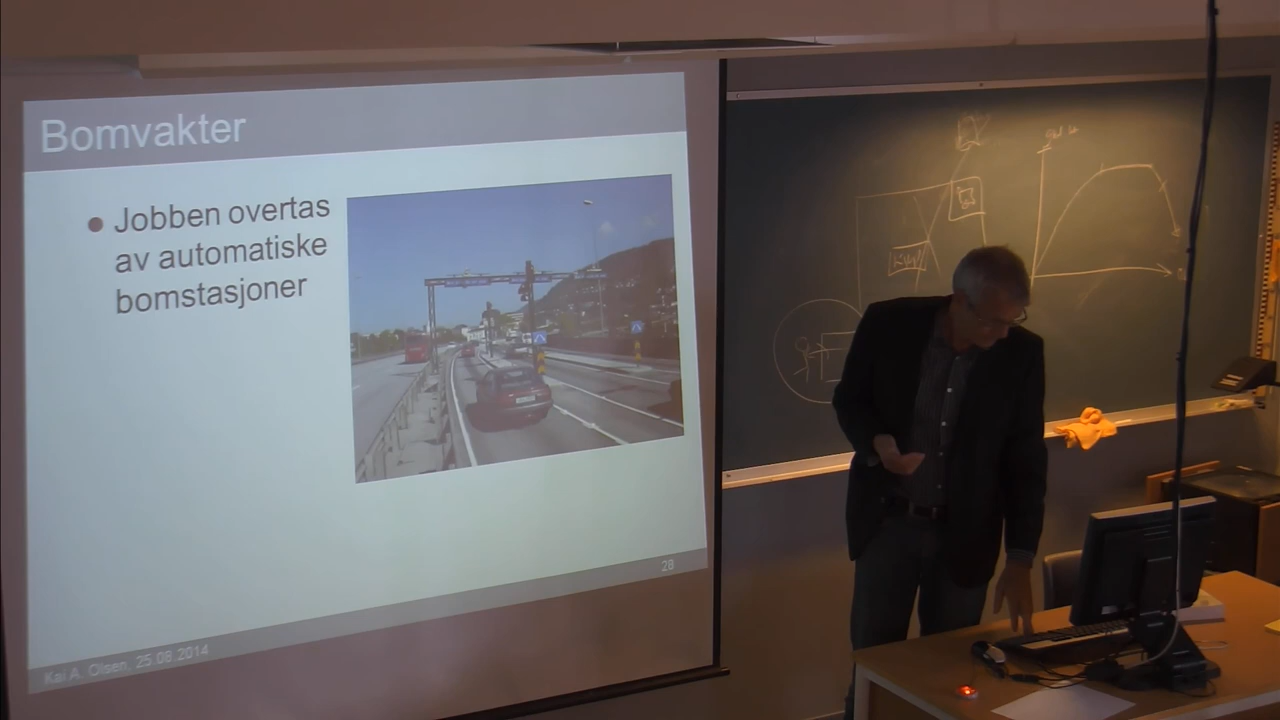 Bomvakter
Jobben overtas
av automatiske
bomstasjoner
28
Kai A. Olsen, 25.08.2014